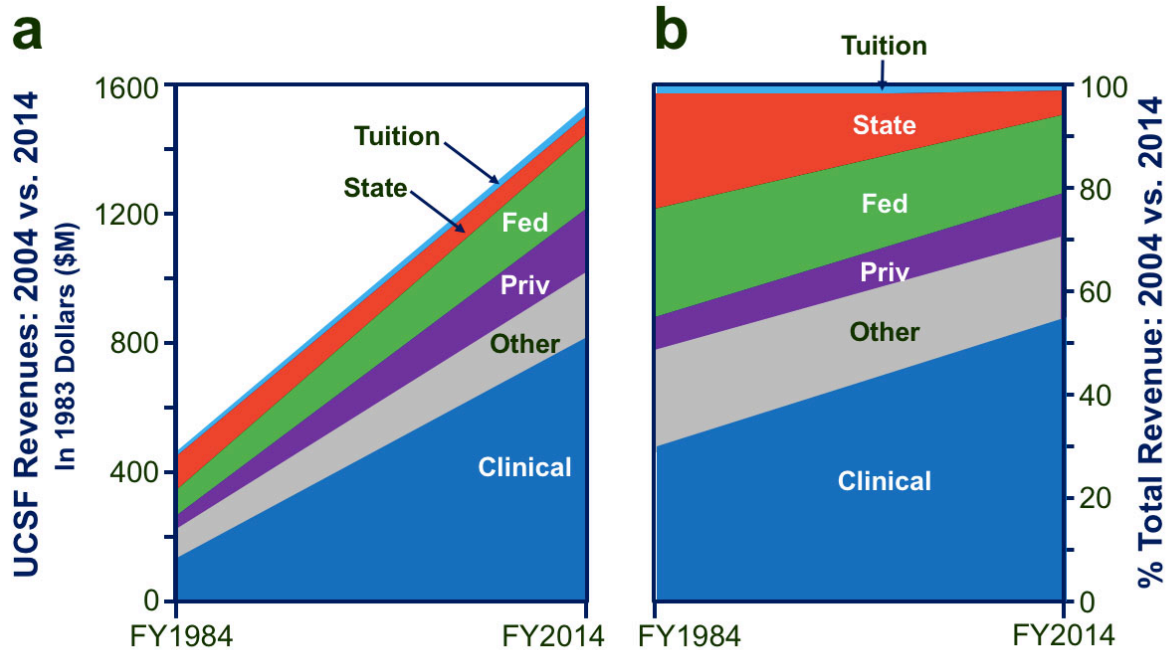 a
UCSF Revenues: 2004 vs. 2014
In 1983 Dollars ($M)
1600
1200
800
400
0
Tuition
State
Fed
Priv
Other
Clinical
FY1984
FY2014
b
Tuition
State
Fed
Priv
Other
Clinical
100
80
60
40
20
0
% Total Revenue: 2004 vs. 2014
FY1984
FY2014